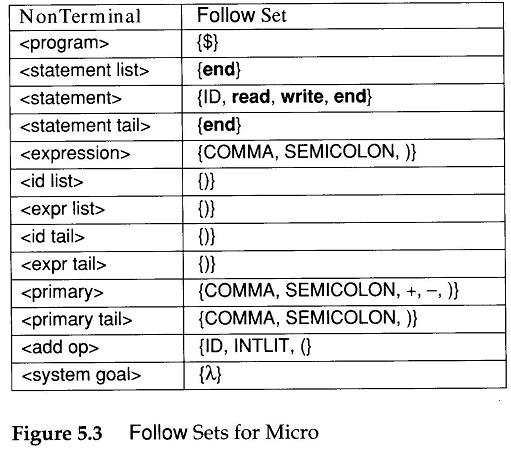 NonTerminal Follow Set
<program> {$}
<statement list> {end}
<statement> {ID, read, write, end}
<statement tail> {end}
<expression> {COMMA, SEMICOLON, )}
<id list> {)}
<expr list> {)}
<id tail> {)}
<expr tail> {)}
<primary> {COMMA, SEMICOLON, +, −, )}
<primary tail> {COMMA, SEMICOLON, )}
<add op> {ID, INTLIT, (}
<system goal> {λ}
Figure 5.3 Follow Sets for Micro